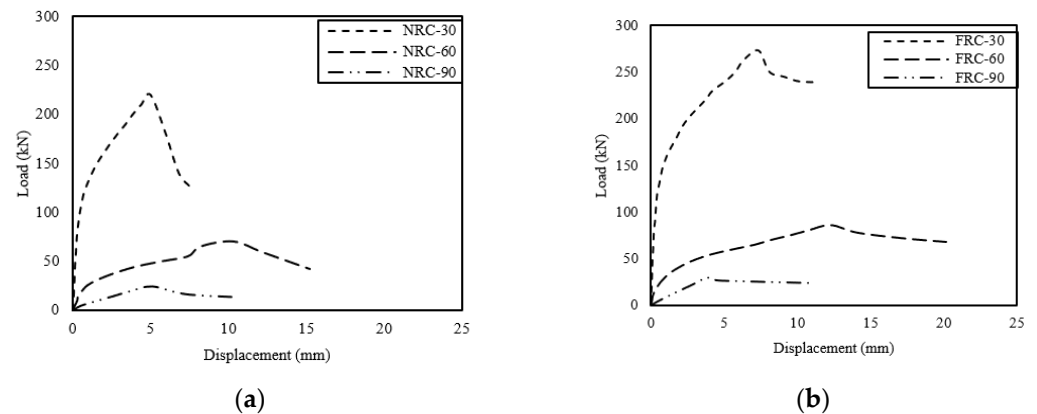 300
250
200
150
100
50
0
Load (kN)
NRC-30
NRC-60
NRC-90
0 5 10 15 20 25
Displacement (mm)
(a)
300
250
200
150
100
50
0
Load (kN)
FRC-30
FRC-60
FRC-90
0 5 10 15 20 25
Displacement (mm)
(b)